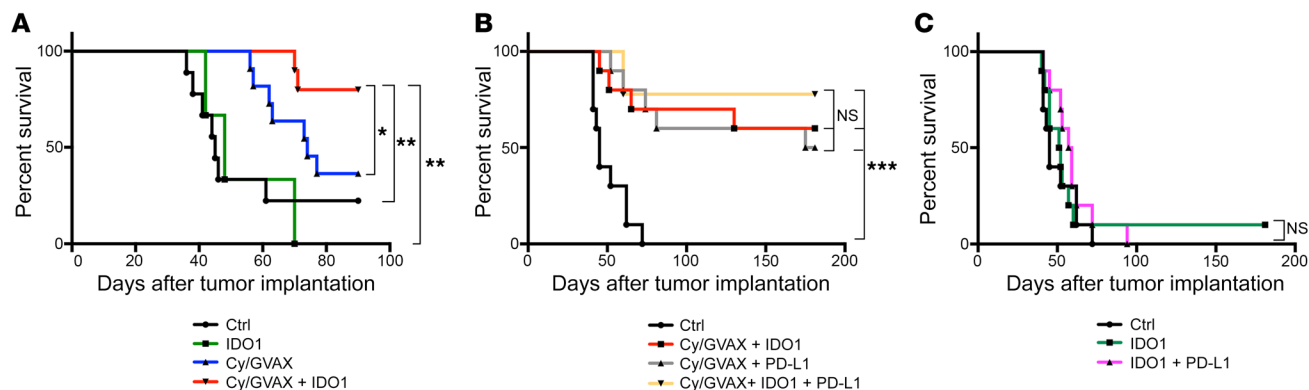 A
Percent survival
100
50
0
0 20 40 60 80 100
Days after tumor implantation
*
**
**
Ctrl
IDO1
Cy/GVAX
Cy/GVAX + IDO1
B
Percent survival
100
50
0
0 50 100 150 200
Days after tumor implantation
NS
***
Ctrl
Cy/GVAX + IDO1
Cy/GVAX + PD-L1
Cy/GVAX+ IDO1 + PD-L1
C
Percent survival
100
50
0
0 50 100 150 200
Days after tumor implantation
NS
Ctrl
IDO1
IDO1 + PD-L1